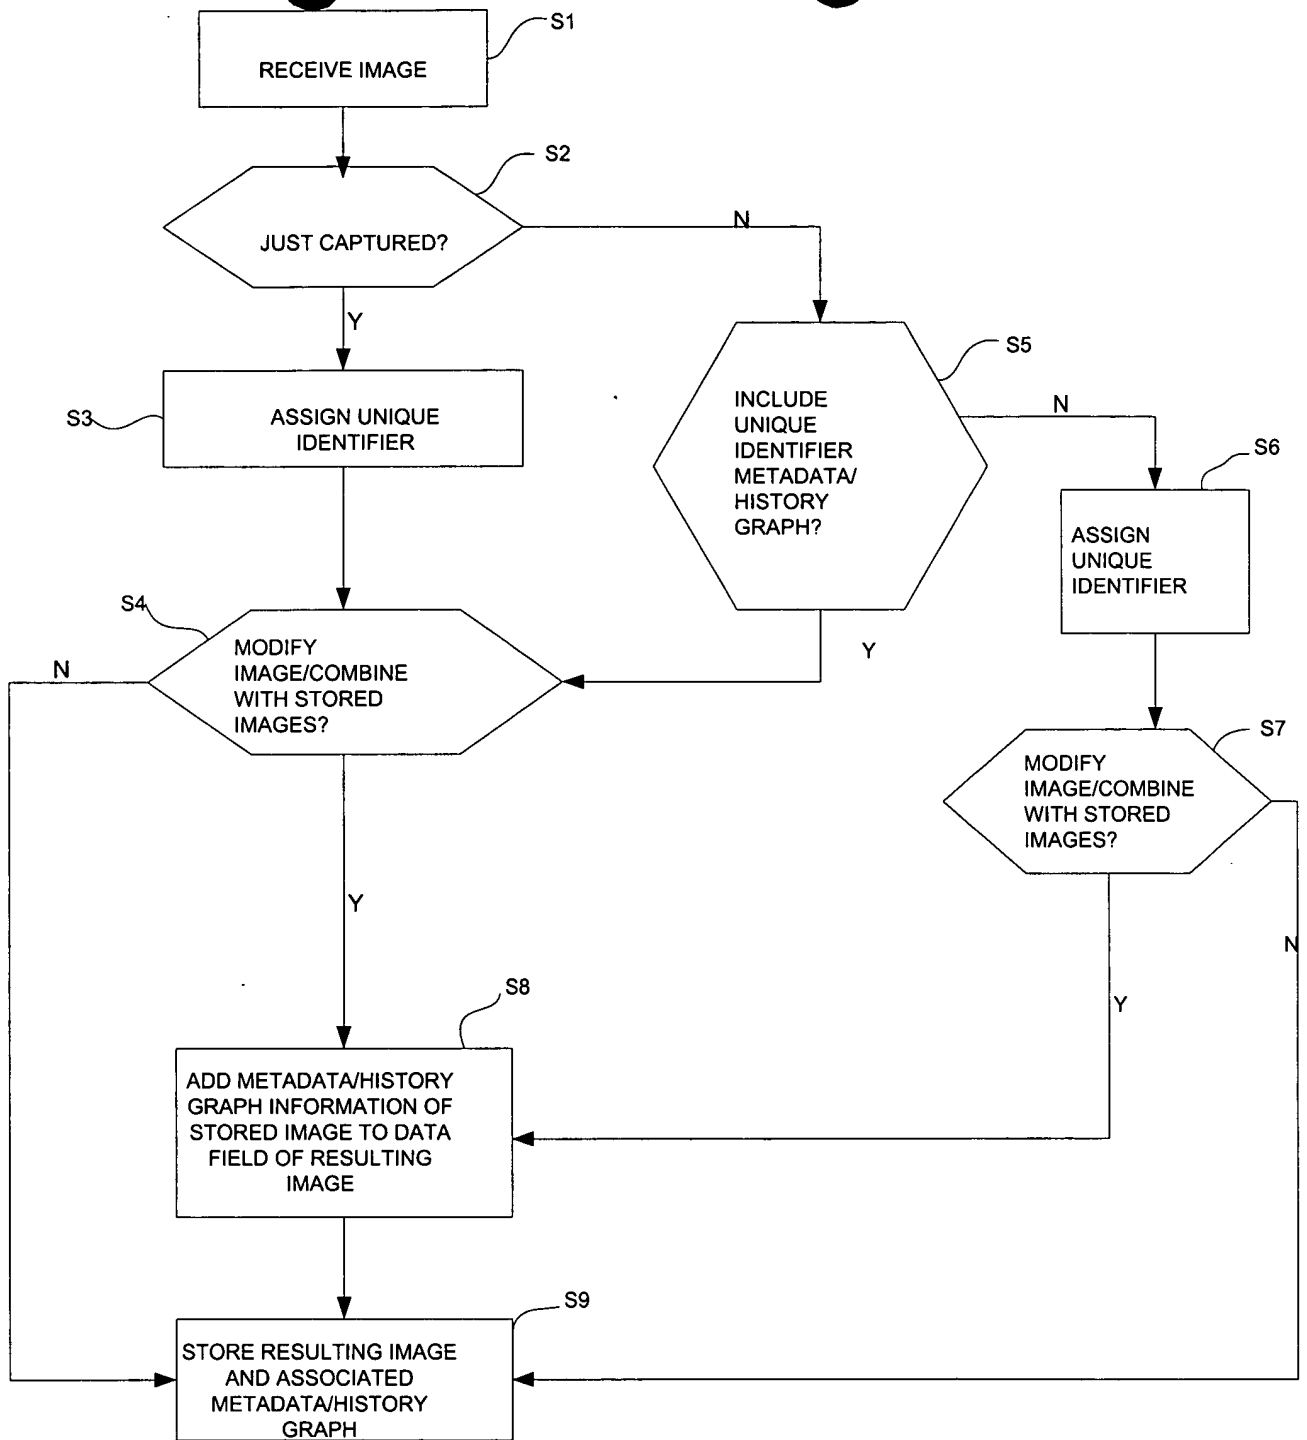 S1
RECEIVE IMAGE
S2
JUST CAPTURED?
N
Y
S3
ASSIGN UNIQUE
IDENTIFIER
S5
INCLUDE
UNIQUE
IDENTIFIER
METADATA/
HISTORY
GRAPH?
N
Y
S6
ASSIGN
UNIQUE
IDENTIFIER
S4
MODIFY
IMAGE/COMBINE
WITH STORED
IMAGES?
N
Y
S7
MODIFY
IMAGE/COMBINE
WITH STORED
IMAGES?
N
Y
S8
ADD METADATA/HISTORY
GRAPH INFORMATION OF
STORED IMAGE TO DATA
FIELD OF RESULTING
IMAGE
S9
STORE RESULTING IMAGE
AND ASSOCIATED
METADATA/HISTORY
GRAPH